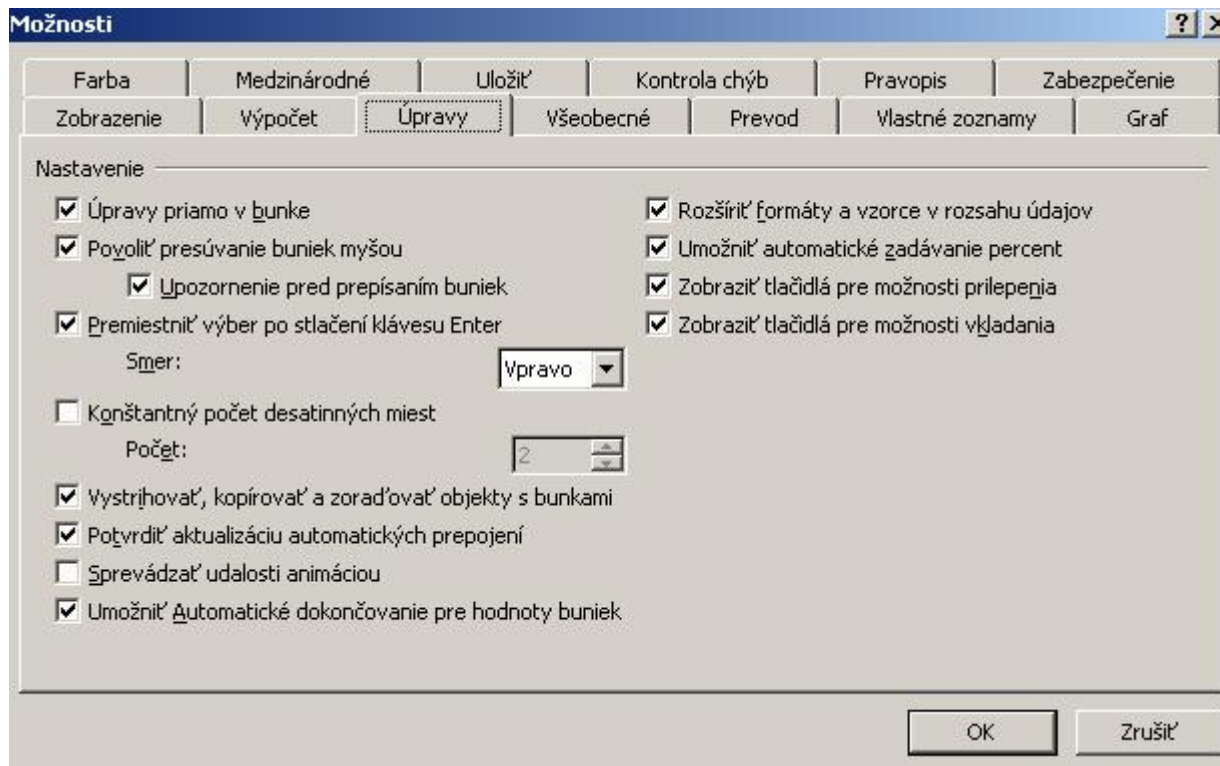 Možnosti
Farba Medzinárodné Uložiť Kontrola chýb Pravopis Zabezpečenie
Zobrazenie Výpočet Úpravy Všeobecné Prevod Vlastné zoznamy Graf
Nastavenie
Úpravy priamo v bunke
Povoliť presúvanie buniek myšou
Upozornenie pred prepísaním buniek
Premiestniť výber po stlačení klávesu Enter
Smer: Vpravo
Konštantný počet desatinných miest
Počet: 2
Vystrihovať, kopírovať a zoraďovať objekty s bunkami
Potvrdiť aktualizáciu automatických prepojení
Sprevádzať udalosti animáciou
Umožniť Automatické dokončovanie pre hodnoty buniek
Rozšíriť formáty a vzorce v rozsahu údajov
Umožniť automatické zadávanie percent
Zobraziť tlačidlá pre možnosti prilepenia
Zobraziť tlačidlá pre možnosti vkladania
OK Zrušiť